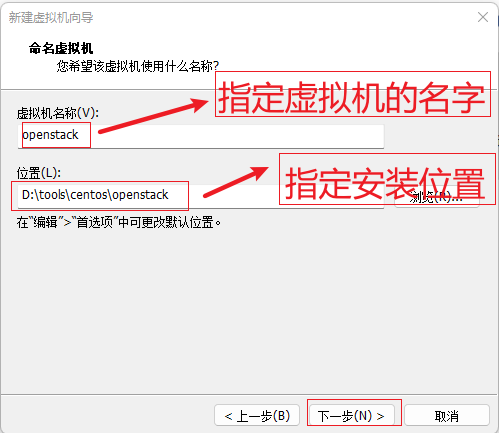 新建虚拟机向导
命名虚拟机
您希望该虚拟机使用什么名称?
指定虚拟机的名字
虚拟机名称(V):
openstack
位置(L):
指定安装位置
D:\tools\centos\openstack
浏览(R)...
在“编辑”>“首选项”中可更改默认位置。
< 上一步(B)
下一步(N) >
取消